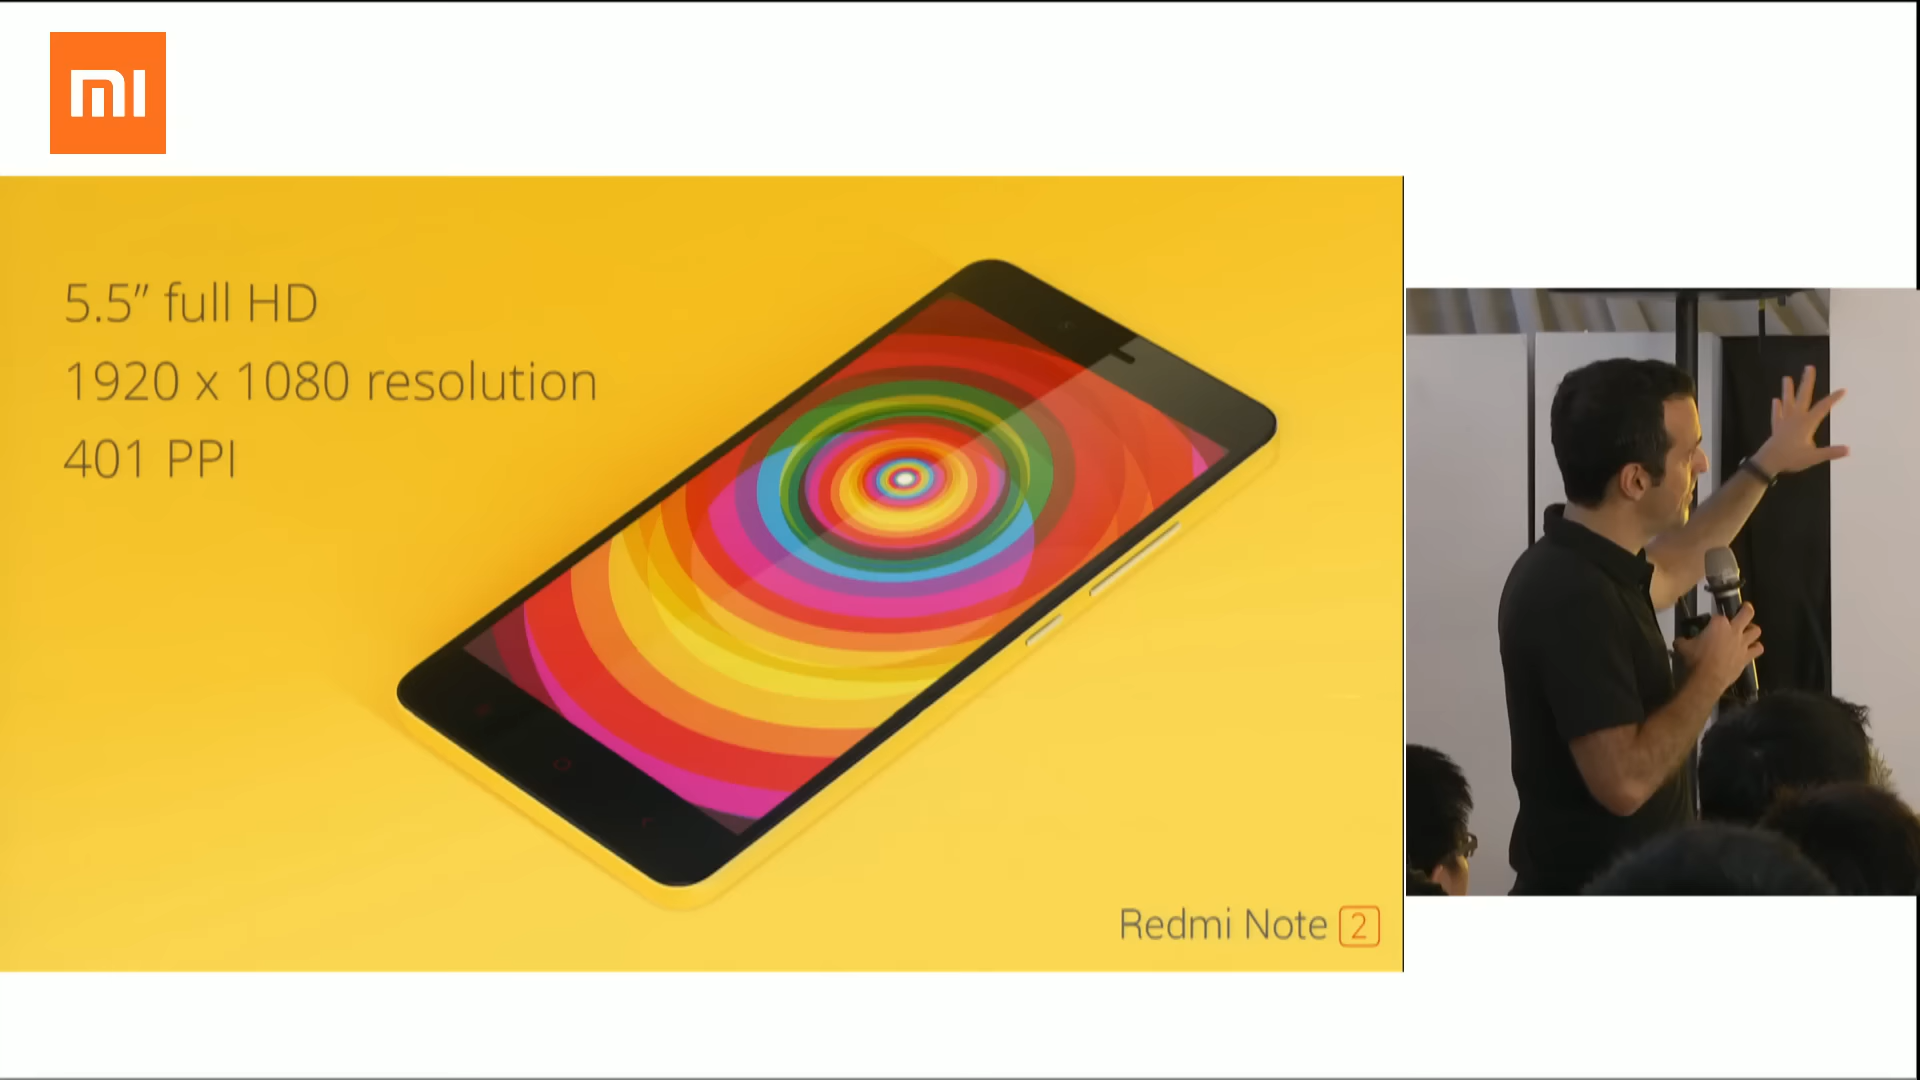 mi
5.5” full HD
1920 x 1080 resolution
401 PPI
Redmi Note 2